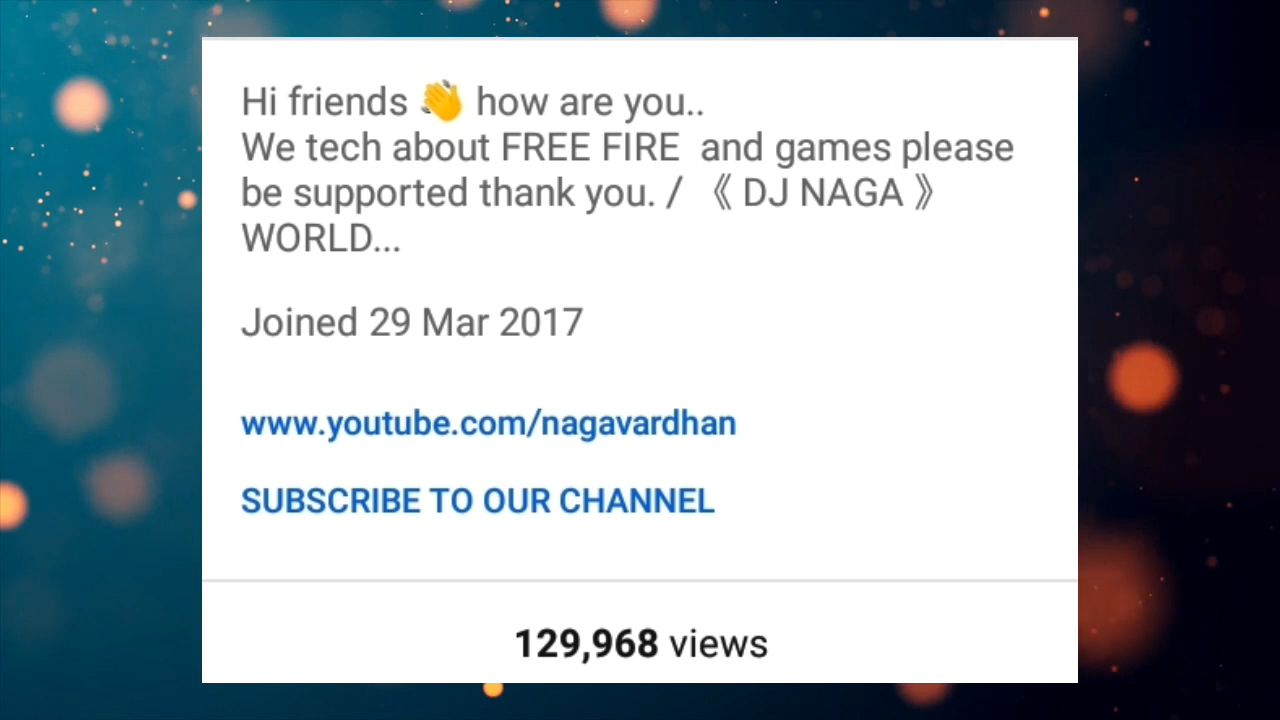 Hi friends 👋 how are you..
We tech about FREE FIRE  and games please
be supported thank you. / 《 DJ NAGA 》
WORLD...
Joined 29 Mar 2017
www.youtube.com/nagavardhan
SUBSCRIBE TO OUR CHANNEL
129,968 views